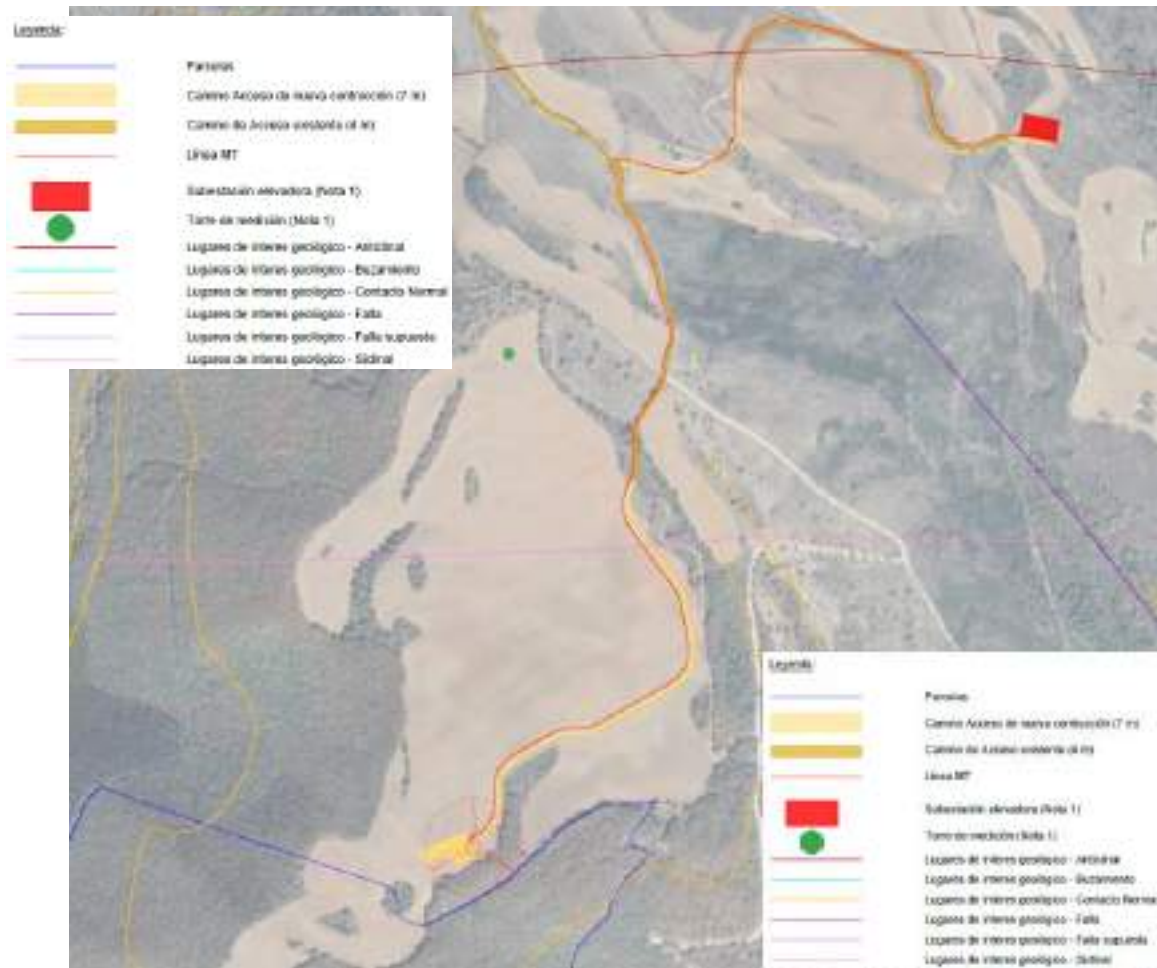 Leyenda:
Parcelas
Camino Acceso de nueva contrucción (7 m)
Camino de Acceso existente (4 m)
Línea MT
Subestación elevadora (Nota 1)
Torre de medición (Nota 1)
Lugares de interes geológico - Anticlinal
Lugares de interes geológico - Buzamiento
Lugares de interes geológico - Contacto Normal
Lugares de interes geológico - Falla
Lugares de interes geológico - Falla supuesta
Lugares de interes geológico - Siclinal
Leyenda:
Parcelas
Camino Acceso de nueva contrucción (7 m)
Camino de Acceso existente (4 m)
Línea MT
Subestación elevadora (Nota 1)
Torre de medición (Nota 1)
Lugares de interes geológico - Anticlinal
Lugares de interes geológico - Buzamiento
Lugares de interes geológico - Contacto Normal
Lugares de interes geológico - Falla
Lugares de interes geológico - Falla supuesta
Lugares de interes geológico - Siclinal